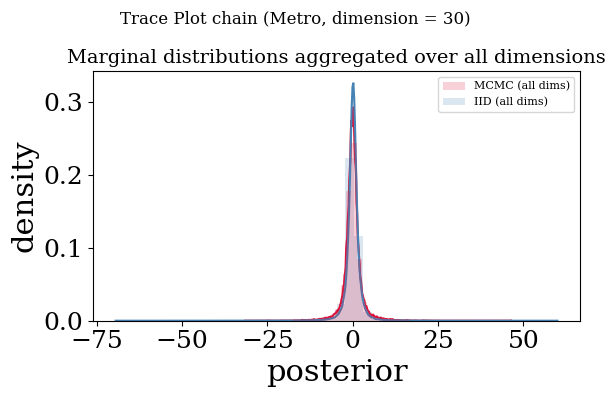 Trace Plot chain (Metro, dimension = 30)
Marginal distributions aggregated over all dimensions
MCMC (all dims)
IID (all dims)
density
0.3
0.2
0.1
0.0
−75 −50 −25 0 25 50
posterior